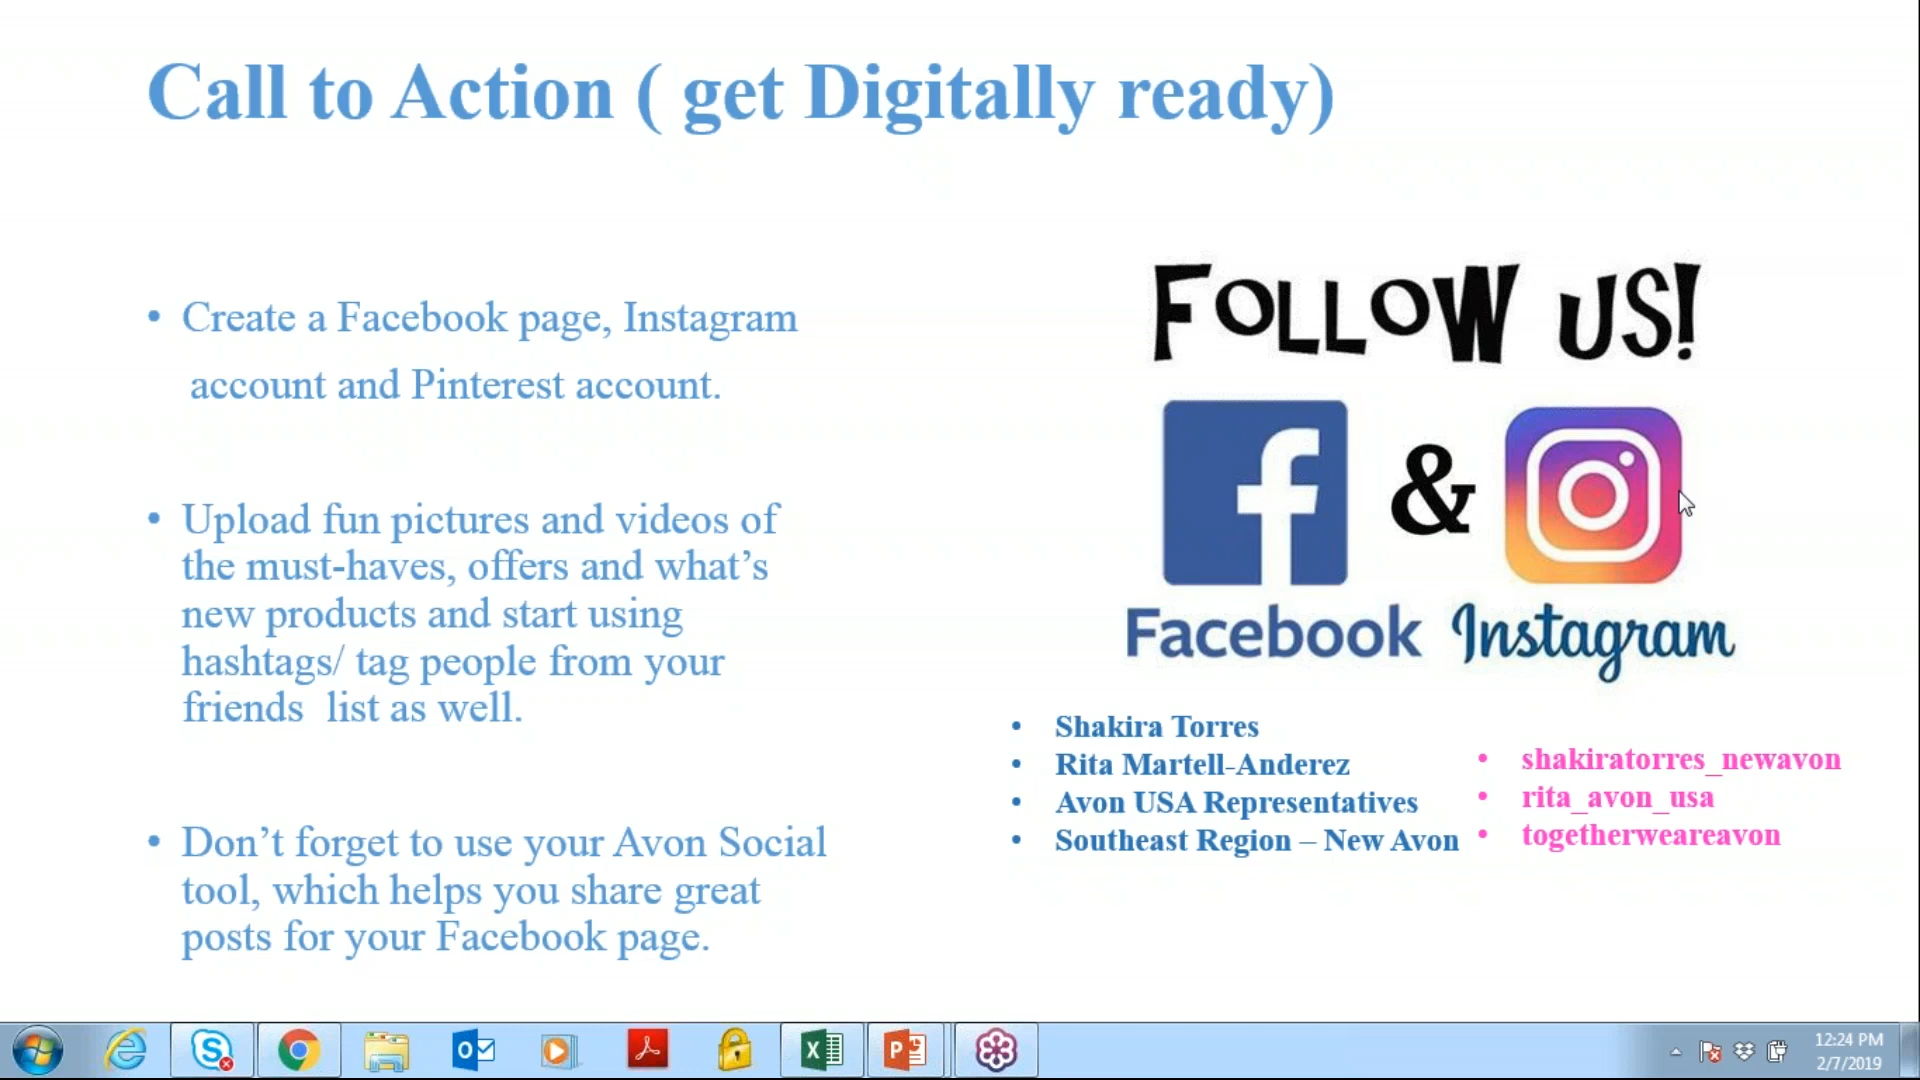 Call to Action ( get Digitally ready)
• Create a Facebook page, Instagram
account and Pinterest account.
• Upload fun pictures and videos of
the must-haves, offers and what’s
new products and start using
hashtags/ tag people from your
friends  list as well.
• Don’t forget to use your Avon Social
tool, which helps you share great
posts for your Facebook page.
FOLLOW US!
f & 
Facebook Instagram
• Shakira Torres
• Rita Martell-Anderez
• Avon USA Representatives
• Southeast Region – New Avon
• shakiratorres_newavon
• rita_avon_usa
• togetherweareavon
12:24 PM
2/7/2019